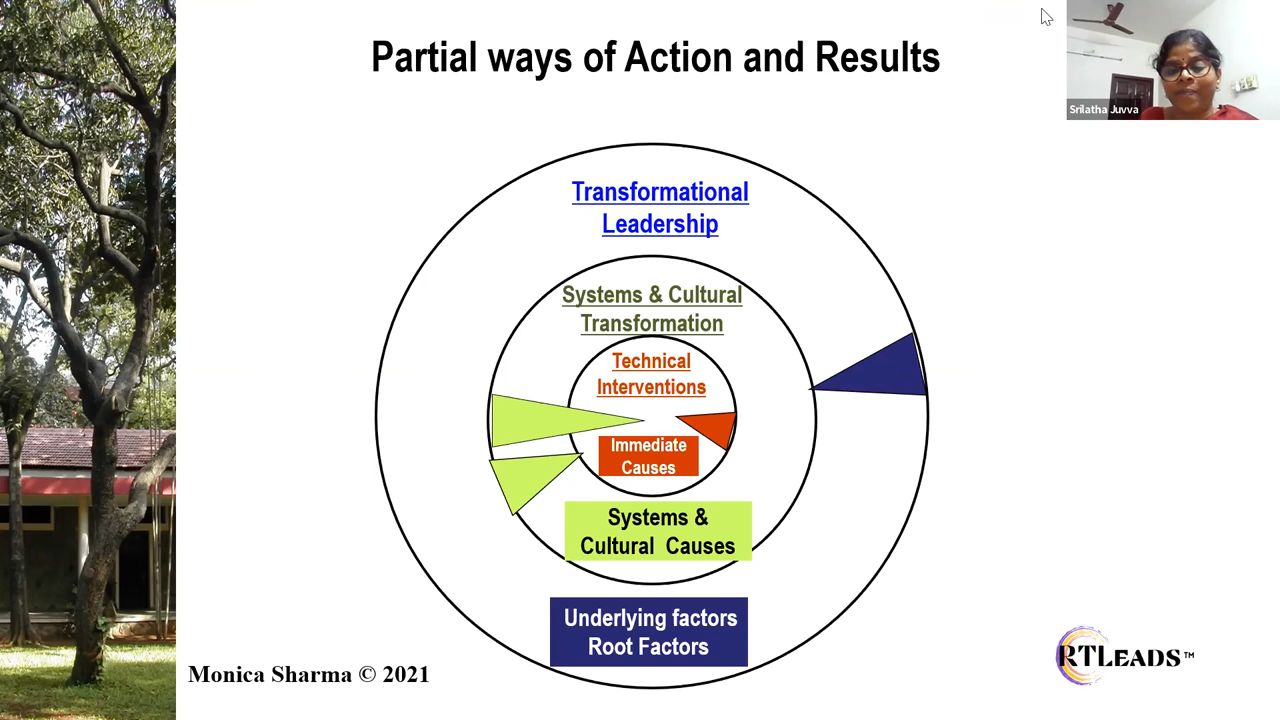 Partial ways of Action and Results
Srilatha Juvva
Transformational
Leadership
Systems & Cultural
Transformation
Technical
Interventions
Immediate
Causes
Systems &
Cultural Causes
Underlying factors
Root Factors
Monica Sharma © 2021
RTLEADS™